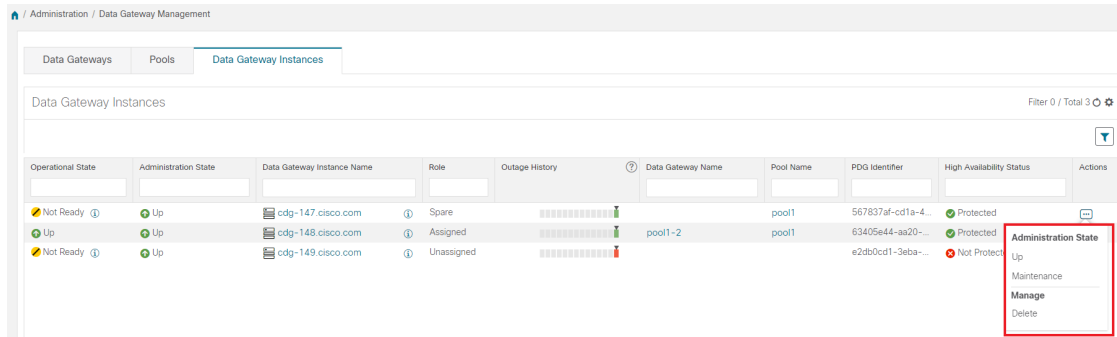 / Administration / Data Gateway Management
Data Gateways Pools Data Gateway Instances
Data Gateway Instances Filter 0 / Total 3
Operational State Administration State Data Gateway Instance Name Role Outage History ? Data Gateway Name Pool Name PDG Identifier High Availability Status Actions
Not Ready i Up cdg-147.cisco.com i Spare pool1 567837af-cd1a-4... Protected ...
Up Up cdg-148.cisco.com i Assigned pool1-2 pool1 63405e44-aa20-... Protected
Not Ready i Up cdg-149.cisco.com i Unassigned e2db0cd1-3eba-... Not Protect
Administration State
Up
Maintenance
Manage
Delete